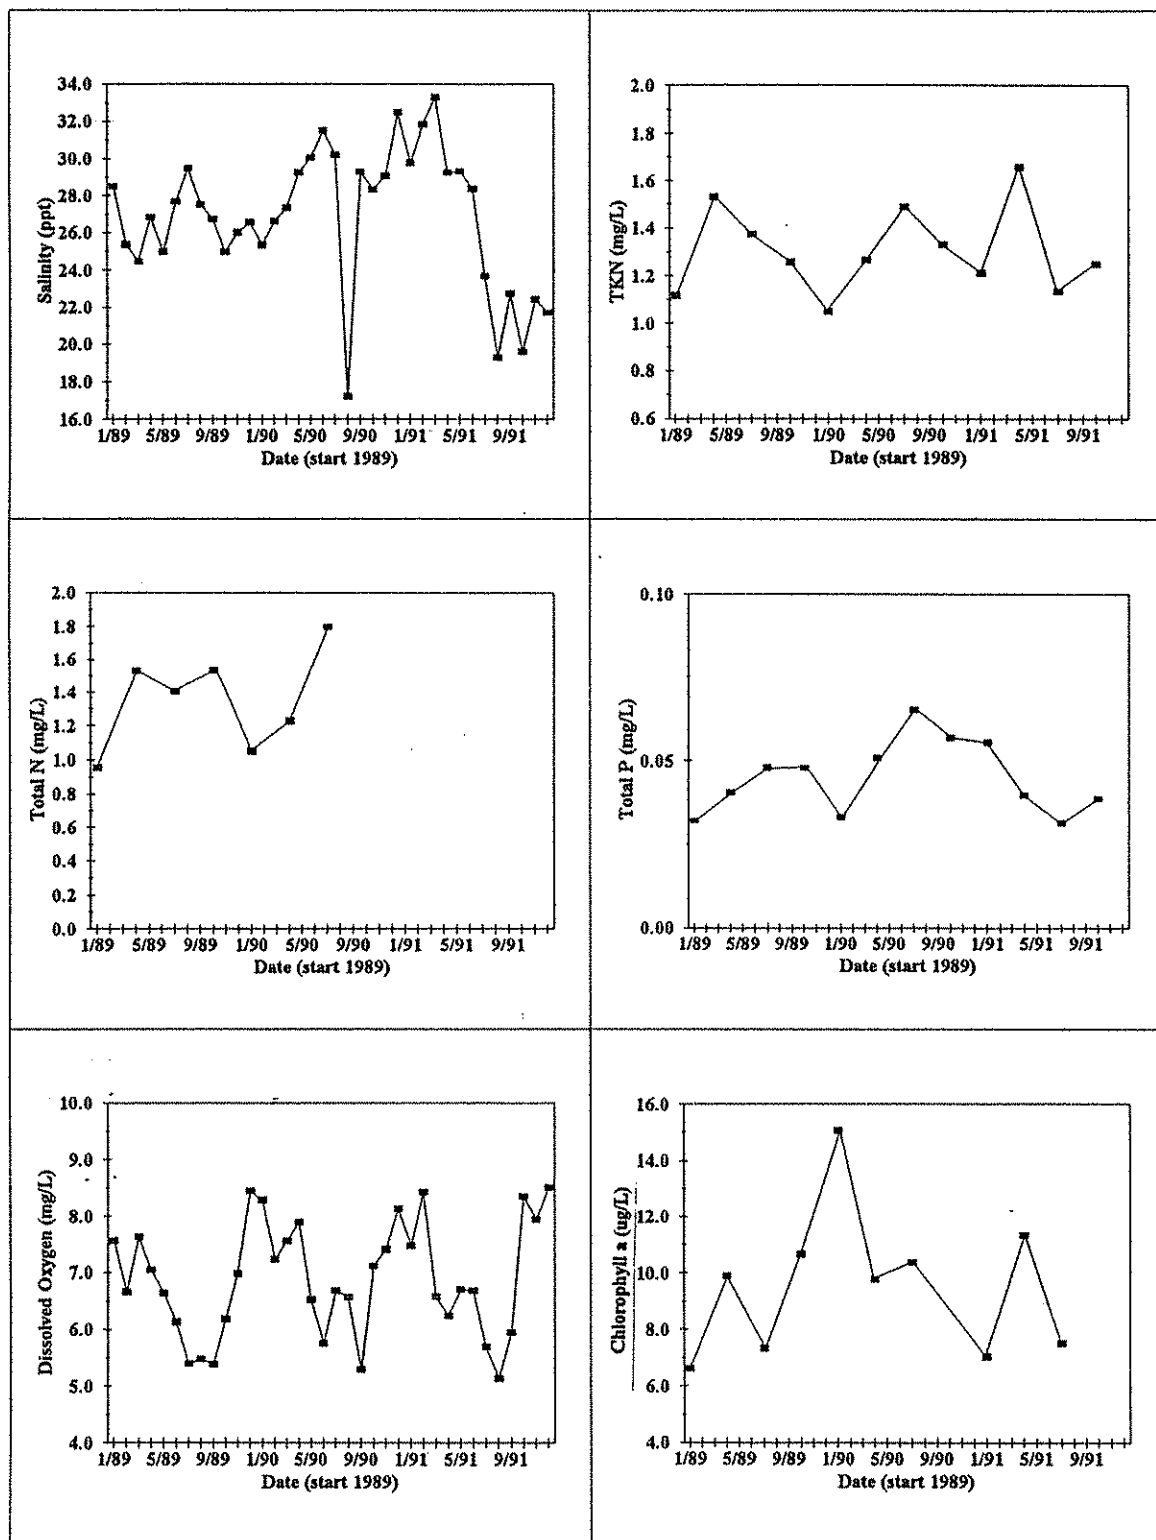 34.0
32.0
30.0
28.0
26.0
24.0
22.0
20.0
18.0
16.0
Salinity (ppt)
1/89 5/89 9/89 1/90 5/90 9/90 1/91 5/91 9/91
Date (start 1989)
2.0
1.8
1.6
1.4
1.2
1.0
0.8
0.6
TKN (mg/L)
1/89 5/89 9/89 1/90 5/90 9/90 1/91 5/91 9/91
Date (start 1989)
2.0
1.8
1.6
1.4
1.2
1.0
0.8
0.6
0.4
0.2
0.0
Total N (mg/L)
1/89 5/89 9/89 1/90 5/90 9/90 1/91 5/91 9/91
Date (start 1989)
0.10
0.05
0.00
Total P (mg/L)
1/89 5/89 9/89 1/90 5/90 9/90 1/91 5/91 9/91
Date (start 1989)
10.0
9.0
8.0
7.0
6.0
5.0
4.0
Dissolved Oxygen (mg/L)
1/89 5/89 9/89 1/90 5/90 9/90 1/91 5/91 9/91
Date (start 1989)
16.0
14.0
12.0
10.0
8.0
6.0
4.0
Chlorophyll a (ug/L)
1/89 5/89 9/89 1/90 5/90 9/90 1/91 5/91 9/91
Date (start 1989)